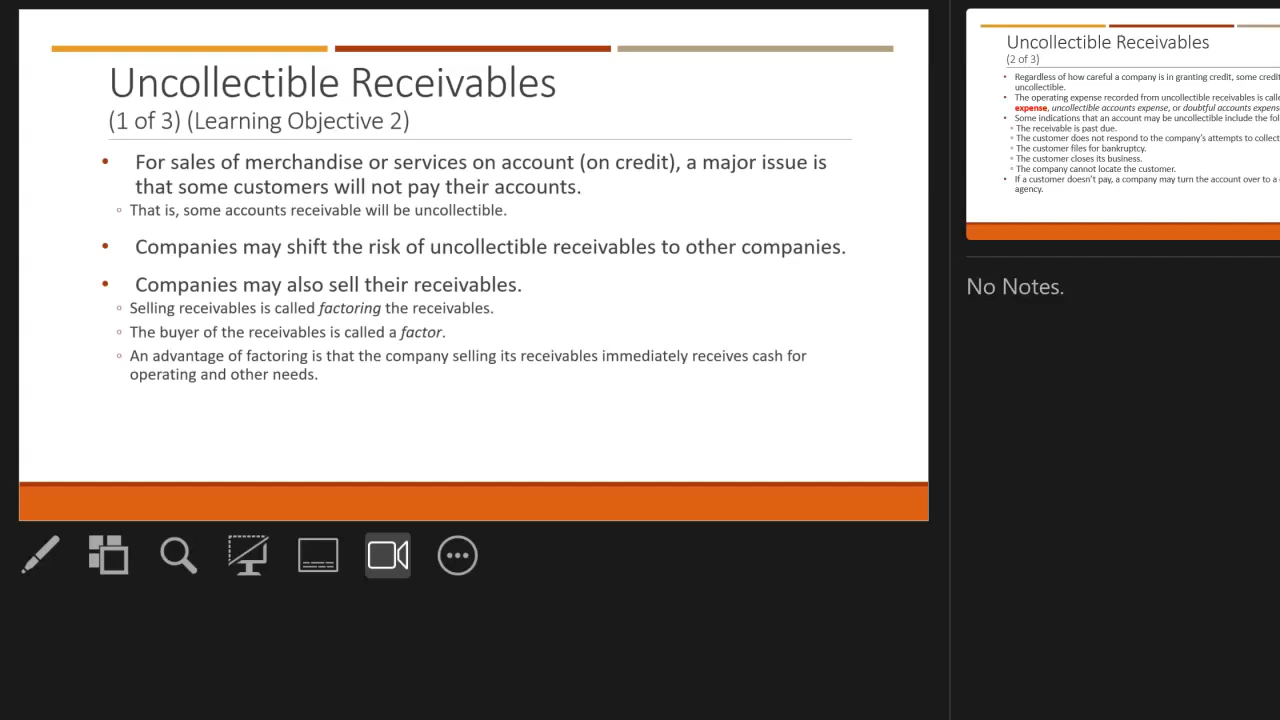 Uncollectible Receivables
(1 of 3) (Learning Objective 2)
• For sales of merchandise or services on account (on credit), a major issue is
that some customers will not pay their accounts.
◦ That is, some accounts receivable will be uncollectible.
• Companies may shift the risk of uncollectible receivables to other companies.
• Companies may also sell their receivables.
◦ Selling receivables is called factoring the receivables.
◦ The buyer of the receivables is called a factor.
◦ An advantage of factoring is that the company selling its receivables immediately receives cash for
operating and other needs.
Uncollectible Receivables
(2 of 3)
• Regardless of how careful a company is in granting credit, some credit
uncollectible.
• The operating expense recorded from uncollectible receivables is
expense, uncollectible accounts expense, or doubtful accounts
• Some indications that an account may be uncollectible include the
◦ The receivable is past due.
◦ The customer does not respond to the company's attempts to collect
◦ The customer files for bankruptcy.
◦ The customer closes its business.
◦ The company cannot locate the customer.
• If a customer doesn't pay, a company may turn the account over to a
agency.
No Notes.